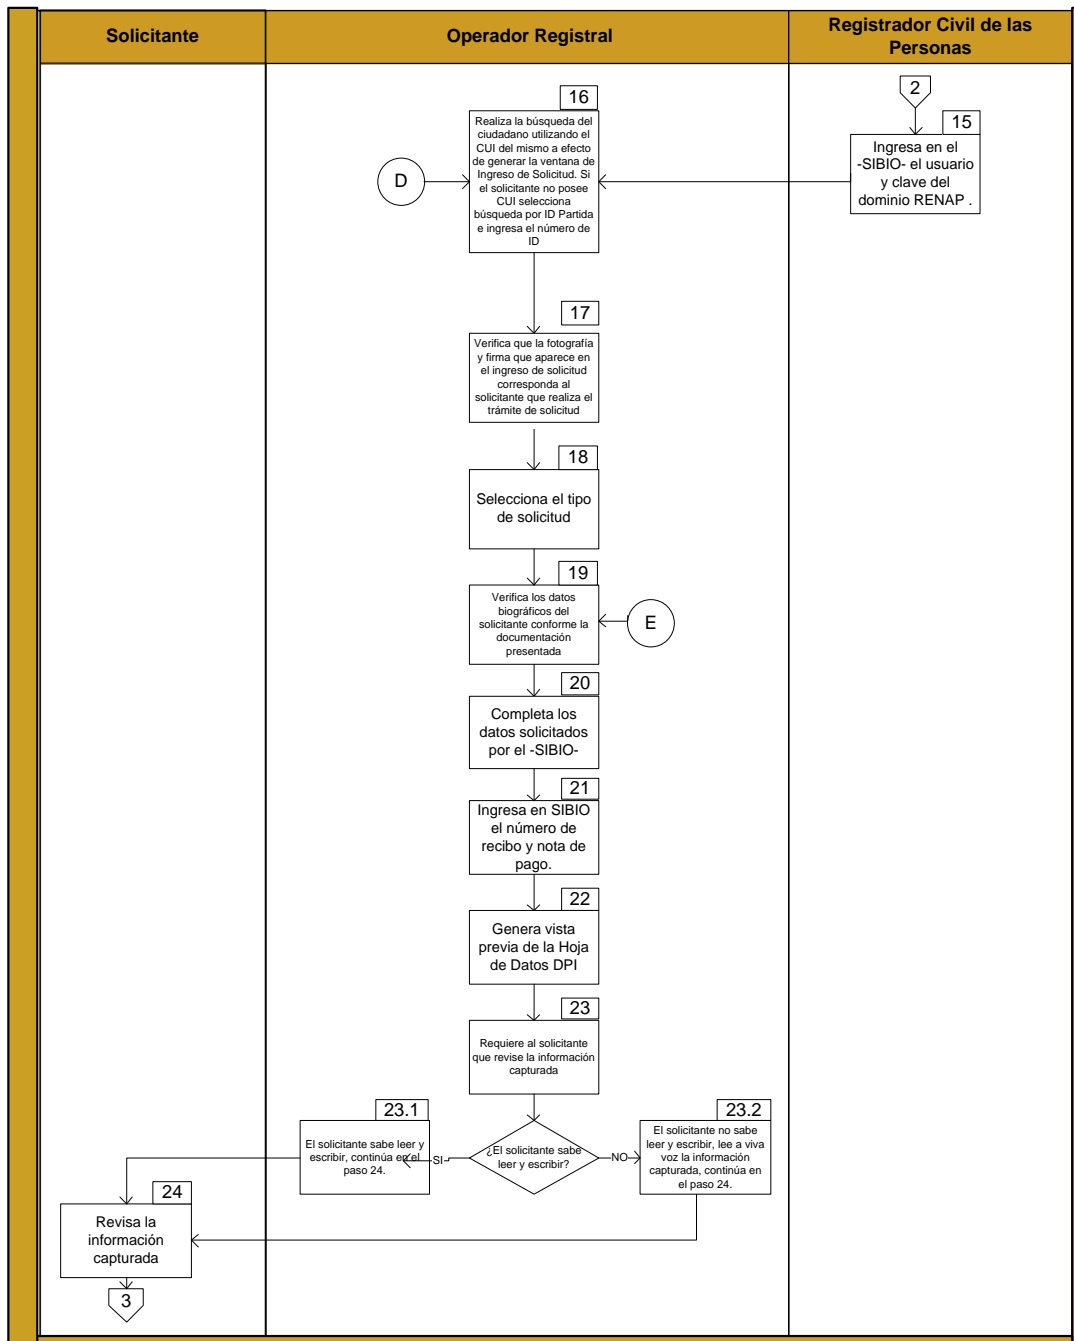 Solicitante
Operador Registral
Registrador Civil de las
Personas
2
15
Ingresa en el
-SIBIO- el usuario
y clave del
dominio RENAP .
16
Realiza la búsqueda del
ciudadano utilizando el
CUI del mismo a efecto
de generar la ventana de
Ingreso de Solicitud. Si
el solicitante no posee
CUI selecciona
búsqueda por ID Partida
e ingresa el número de
ID
D
17
Verifica que la fotografía
y firma que aparece en
el ingreso de solicitud
corresponda al
solicitante que realiza el
trámite de solicitud
18
Selecciona el tipo
de solicitud
19
Verifica los datos
biográficos del
solicitante conforme la
documentación
presentada
E
20
Completa los
datos solicitados
por el -SIBIO-
21
Ingresa en SIBIO
el número de
recibo y nota de
pago.
22
Genera vista
previa de la Hoja
de Datos DPI
23
Requiere al solicitante
que revise la información
capturada
¿El solicitante sabe
leer y escribir?
SI
NO
23.1
El solicitante sabe leer y
escribir, continúa en el
paso 24.
23.2
El solicitante no sabe
leer y escribir, lee a viva
voz la información
capturada, continúa en
el paso 24.
24
Revisa la
información
capturada
3